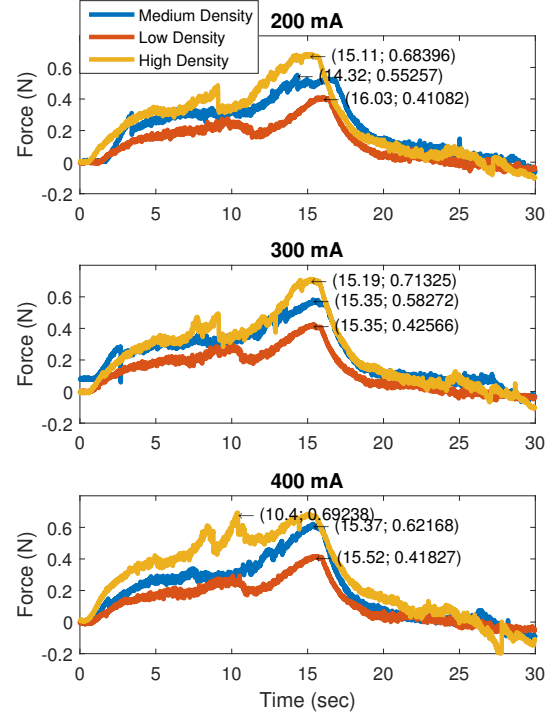 200 mA
Medium Density
Low Density
High Density
(15.11; 0.68396)
(14.32; 0.55257)
(16.03; 0.41082)
Force (N)
0.6
0.4
0.2
0
-0.2
0 5 10 15 20 25 30
300 mA
(15.19; 0.71325)
(15.35; 0.58272)
(15.35; 0.42566)
Force (N)
0.6
0.4
0.2
0
-0.2
0 5 10 15 20 25 30
400 mA
(10.4; 0.69238)
(15.37; 0.62168)
(15.52; 0.41827)
Force (N)
0.6
0.4
0.2
0
-0.2
0 5 10 15 20 25 30
Time (sec)